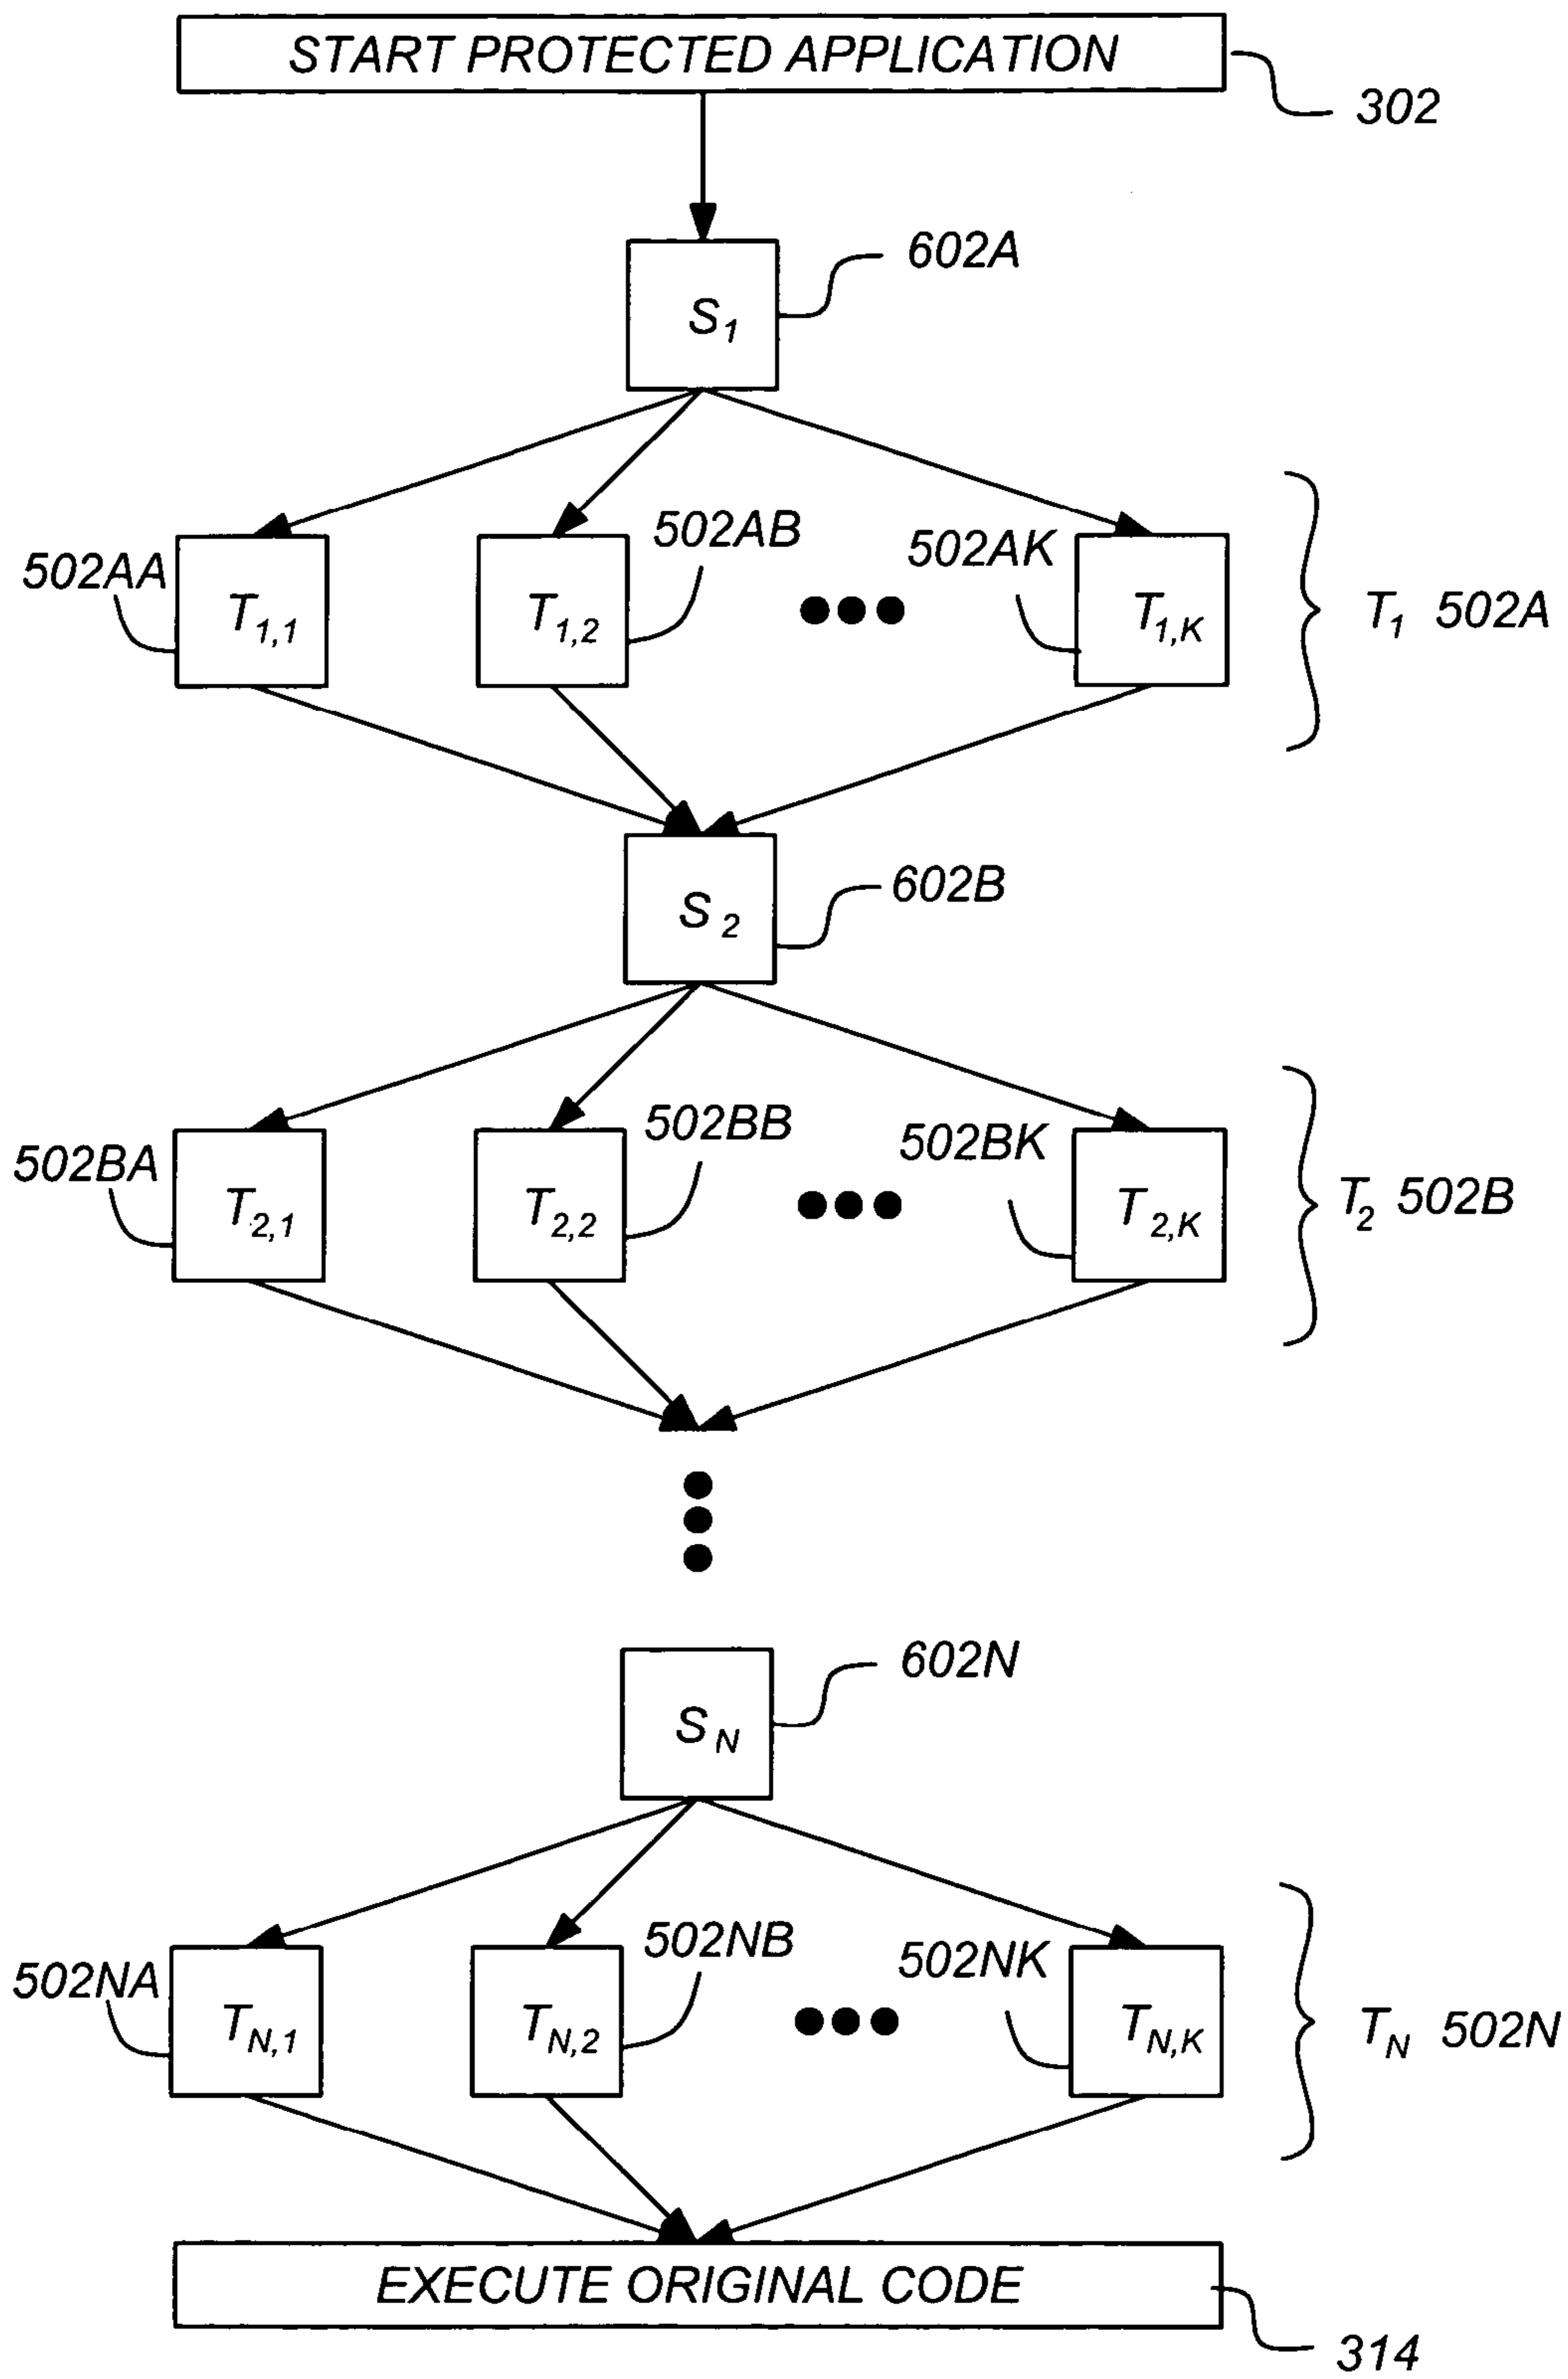 START PROTECTED APPLICATION
302
602A
S1
502AA
T1,1
502AB
T1,2
502AK
T1,K
T1 502A
602B
S2
502BA
T2,1
502BB
T2,2
502BK
T2,K
T2 502B
602N
SN
502NA
TN,1
502NB
TN,2
502NK
TN,K
TN 502N
EXECUTE ORIGINAL CODE
314